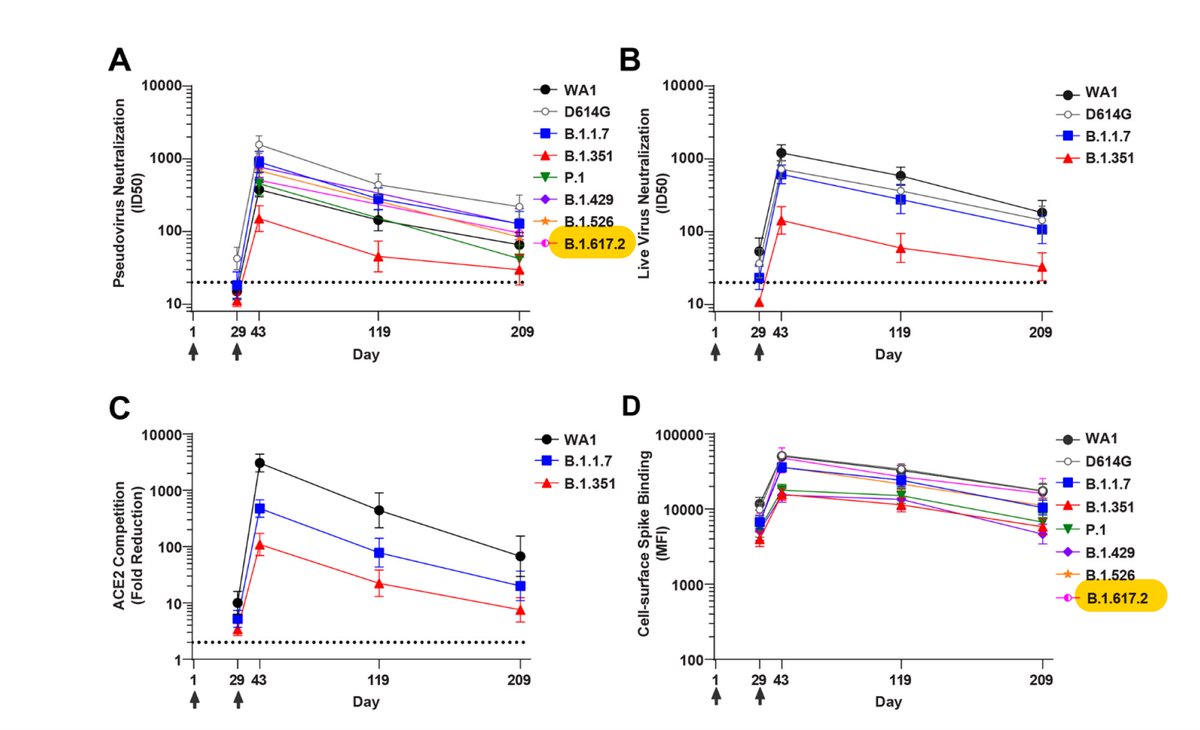 A
Pseudovirus Neutralization
(ID50)
10000
1000
100
10
1
29
43
119
209
Day
WA1
D614G
B.1.1.7
B.1.351
P.1
B.1.429
B.1.526
B.1.617.2
B
Live Virus Neutralization
(ID50)
10000
1000
100
10
1
29
43
119
209
Day
WA1
D614G
B.1.1.7
B.1.351
C
ACE2 Competition
(Fold Reduction)
10000
1000
100
10
1
1
29
43
119
209
Day
WA1
B.1.1.7
B.1.351
D
Cell-surface Spike Binding
(MFI)
100000
10000
1000
100
1
29
43
119
209
Day
WA1
D614G
B.1.1.7
B.1.351
P.1
B.1.429
B.1.526
B.1.617.2